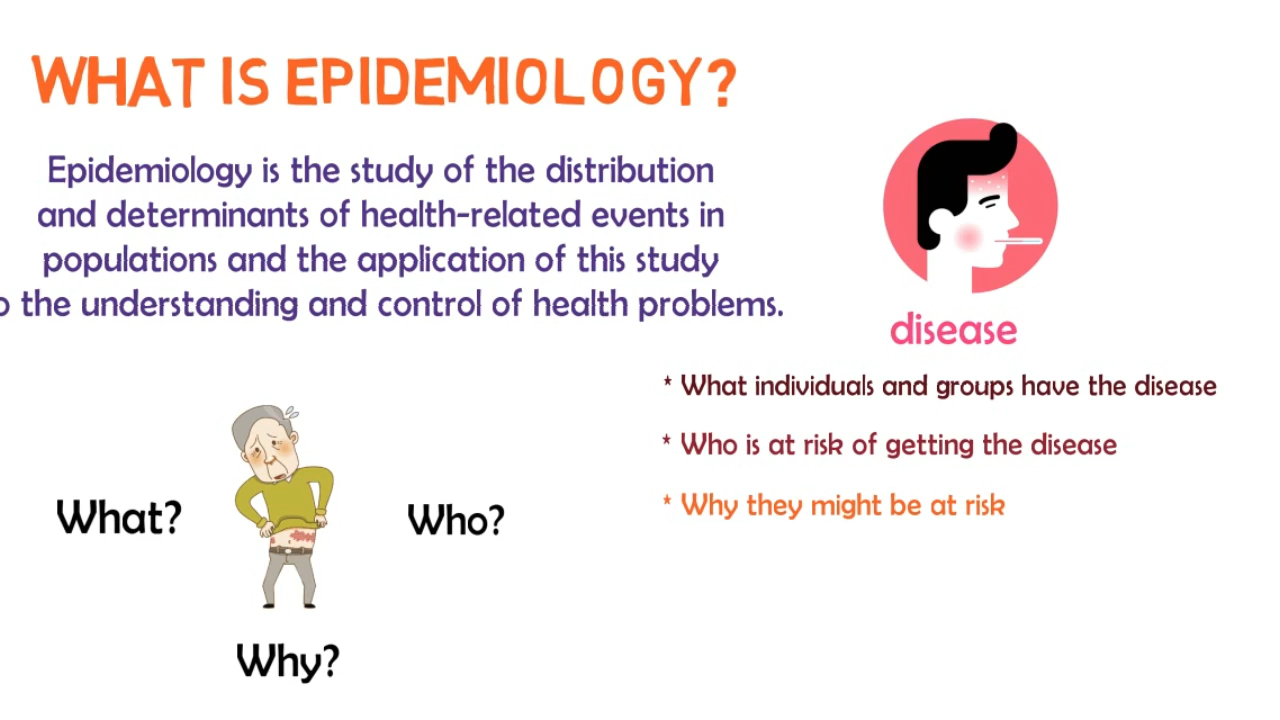 WHAT IS EPIDEMIOLOGY?
Epidemiology is the study of the distribution
and determinants of health-related events in
populations and the application of this study
o the understanding and control of health problems.
disease
* What individuals and groups have the disease
* Who is at risk of getting the disease
* Why they might be at risk
What?
Who?
Why?